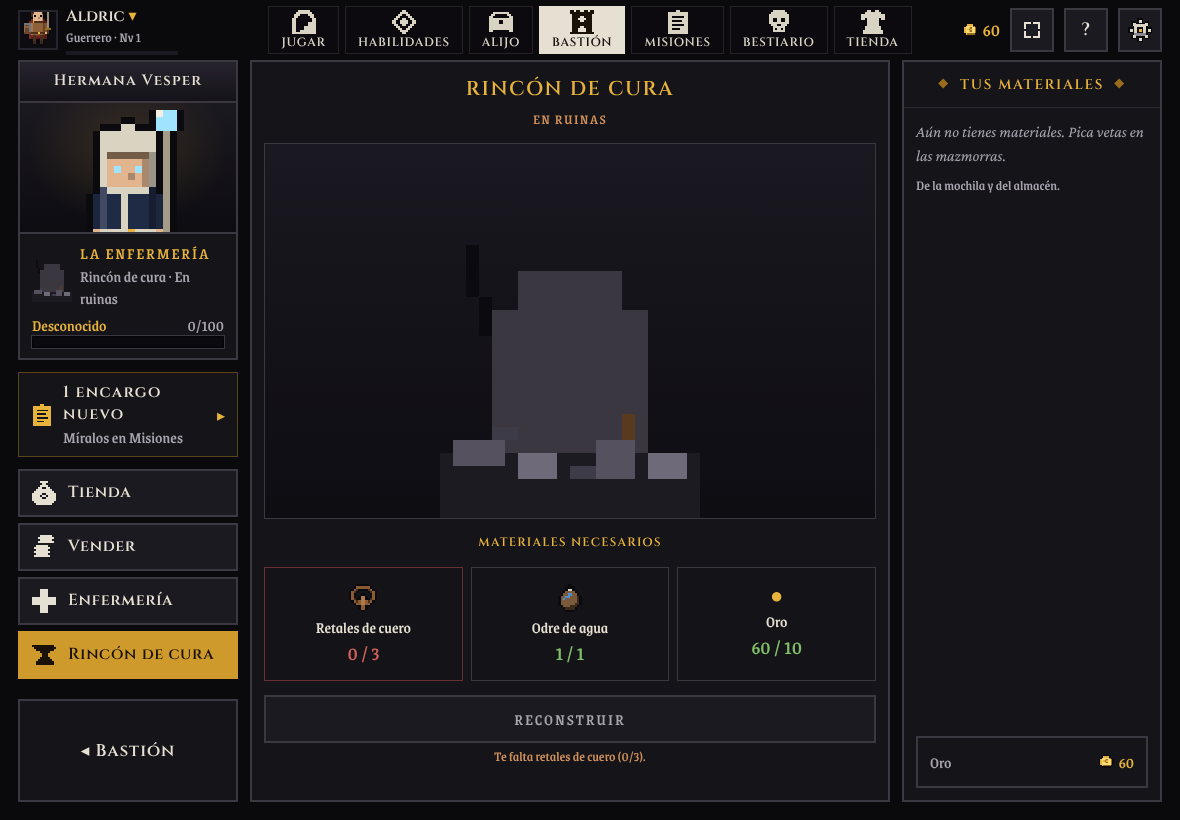 Aldric ▾
Guerrero · Nv 1
JUGAR
HABILIDADES
ALIJO
BASTIÓN
MISIONES
BESTIARIO
TIENDA
60
?
Hermana Vesper
LA ENFERMERÍA
Rincón de cura · En
ruinas
Desconocido 0/100
1 ENCARGO
NUEVO
Míralos en Misiones
Tienda
Vender
Enfermería
Rincón de cura
◂ Bastión
RINCÓN DE CURA
EN RUINAS
MATERIALES NECESARIOS
Retales de cuero
0 / 3
Odre de agua
1 / 1
Oro
60 / 10
RECONSTRUIR
Te falta retales de cuero (0/3).
◆ TUS MATERIALES ◆
Aún no tienes materiales. Pica vetas en
las mazmorras.
De la mochila y del almacén.
Oro 60